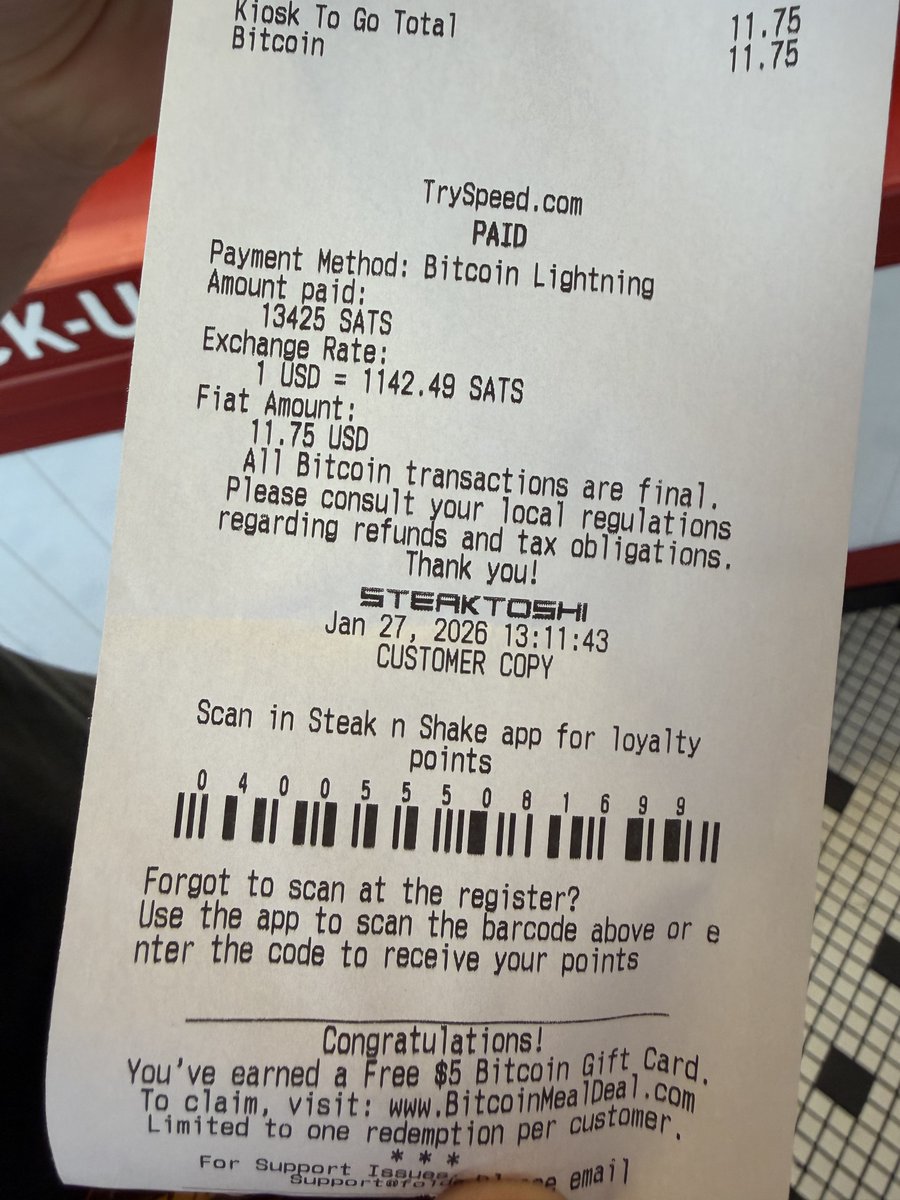 Kiosk To Go Total 11.75
Bitcoin 11.75
TrySpeed.com
PAID
Payment Method: Bitcoin Lightning
Amount paid:
13425 SATS
Exchange Rate:
1 USD = 1142.49 SATS
Fiat Amount:
11.75 USD
All Bitcoin transactions are final.
Please consult your local regulations
regarding refunds and tax obligations.
Thank you!
STEAKTOSHI
Jan 27, 2026 13:11:43
CUSTOMER COPY
Scan in Steak n Shake app for loyalty
points
0 4 0 0 5 5 5 0 8 1 6 9 9
Forgot to scan at the register?
Use the app to scan the barcode above or e
nter the code to receive your points
Congratulations!
You've earned a Free $5 Bitcoin Gift Card.
To claim, visit: www.BitcoinMealDeal.com
Limited to one redemption per customer.
* * *
For Support Issues email
CK-U